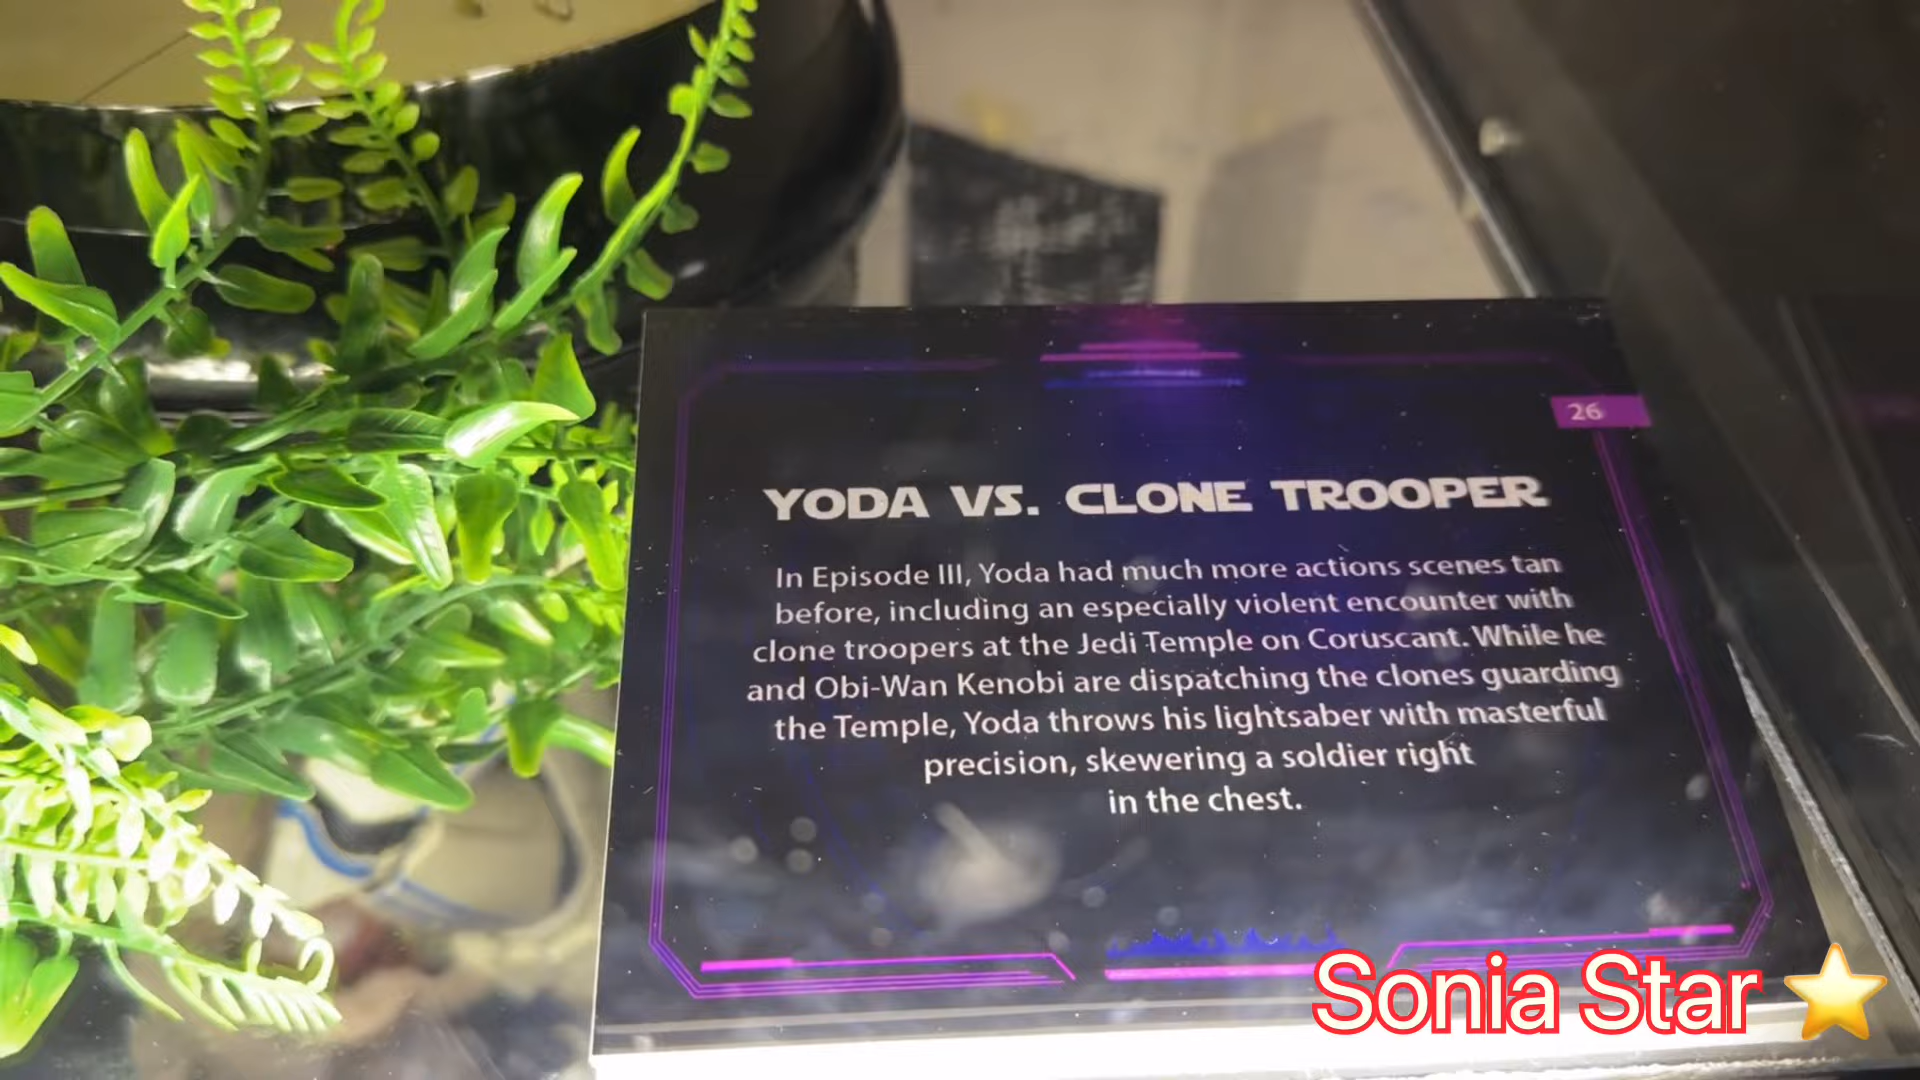 26
YODA VS. CLONE TROOPER
In Episode III, Yoda had much more actions scenes tan
before, including an especially violent encounter with
clone troopers at the Jedi Temple on Coruscant. While he
and Obi-Wan Kenobi are dispatching the clones guarding
the Temple, Yoda throws his lightsaber with masterful
precision, skewering a soldier right
in the chest.
Sonia Star ⭐